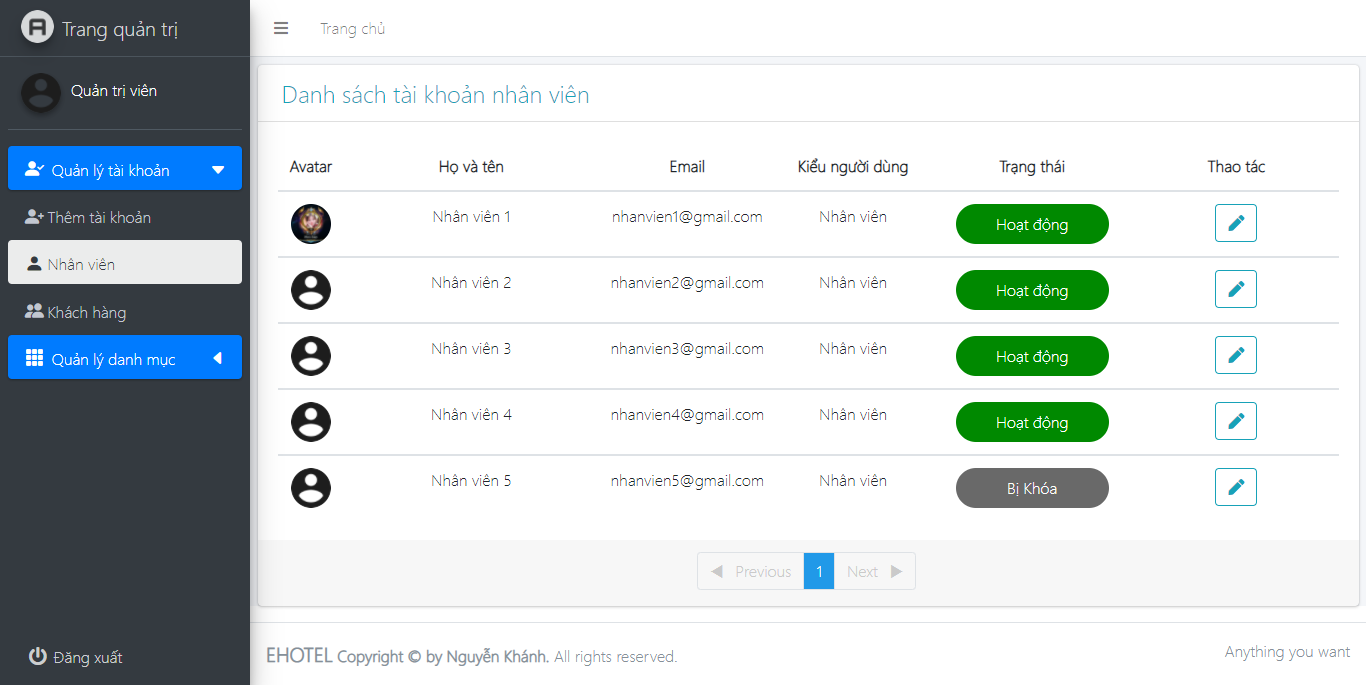 Trang quản trị
Trang chủ
Quản trị viên
Quản lý tài khoản
Thêm tài khoản
Nhân viên
Khách hàng
Quản lý danh mục
Đăng xuất
Danh sách tài khoản nhân viên
Avatar Họ và tên Email Kiểu người dùng Trạng thái Thao tác
Nhân viên 1 nhanvien1@gmail.com Nhân viên Hoạt động
Nhân viên 2 nhanvien2@gmail.com Nhân viên Hoạt động
Nhân viên 3 nhanvien3@gmail.com Nhân viên Hoạt động
Nhân viên 4 nhanvien4@gmail.com Nhân viên Hoạt động
Nhân viên 5 nhanvien5@gmail.com Nhân viên Bị Khóa
Previous 1 Next
EHOTEL Copyright © by Nguyễn Khánh. All rights reserved.
Anything you want